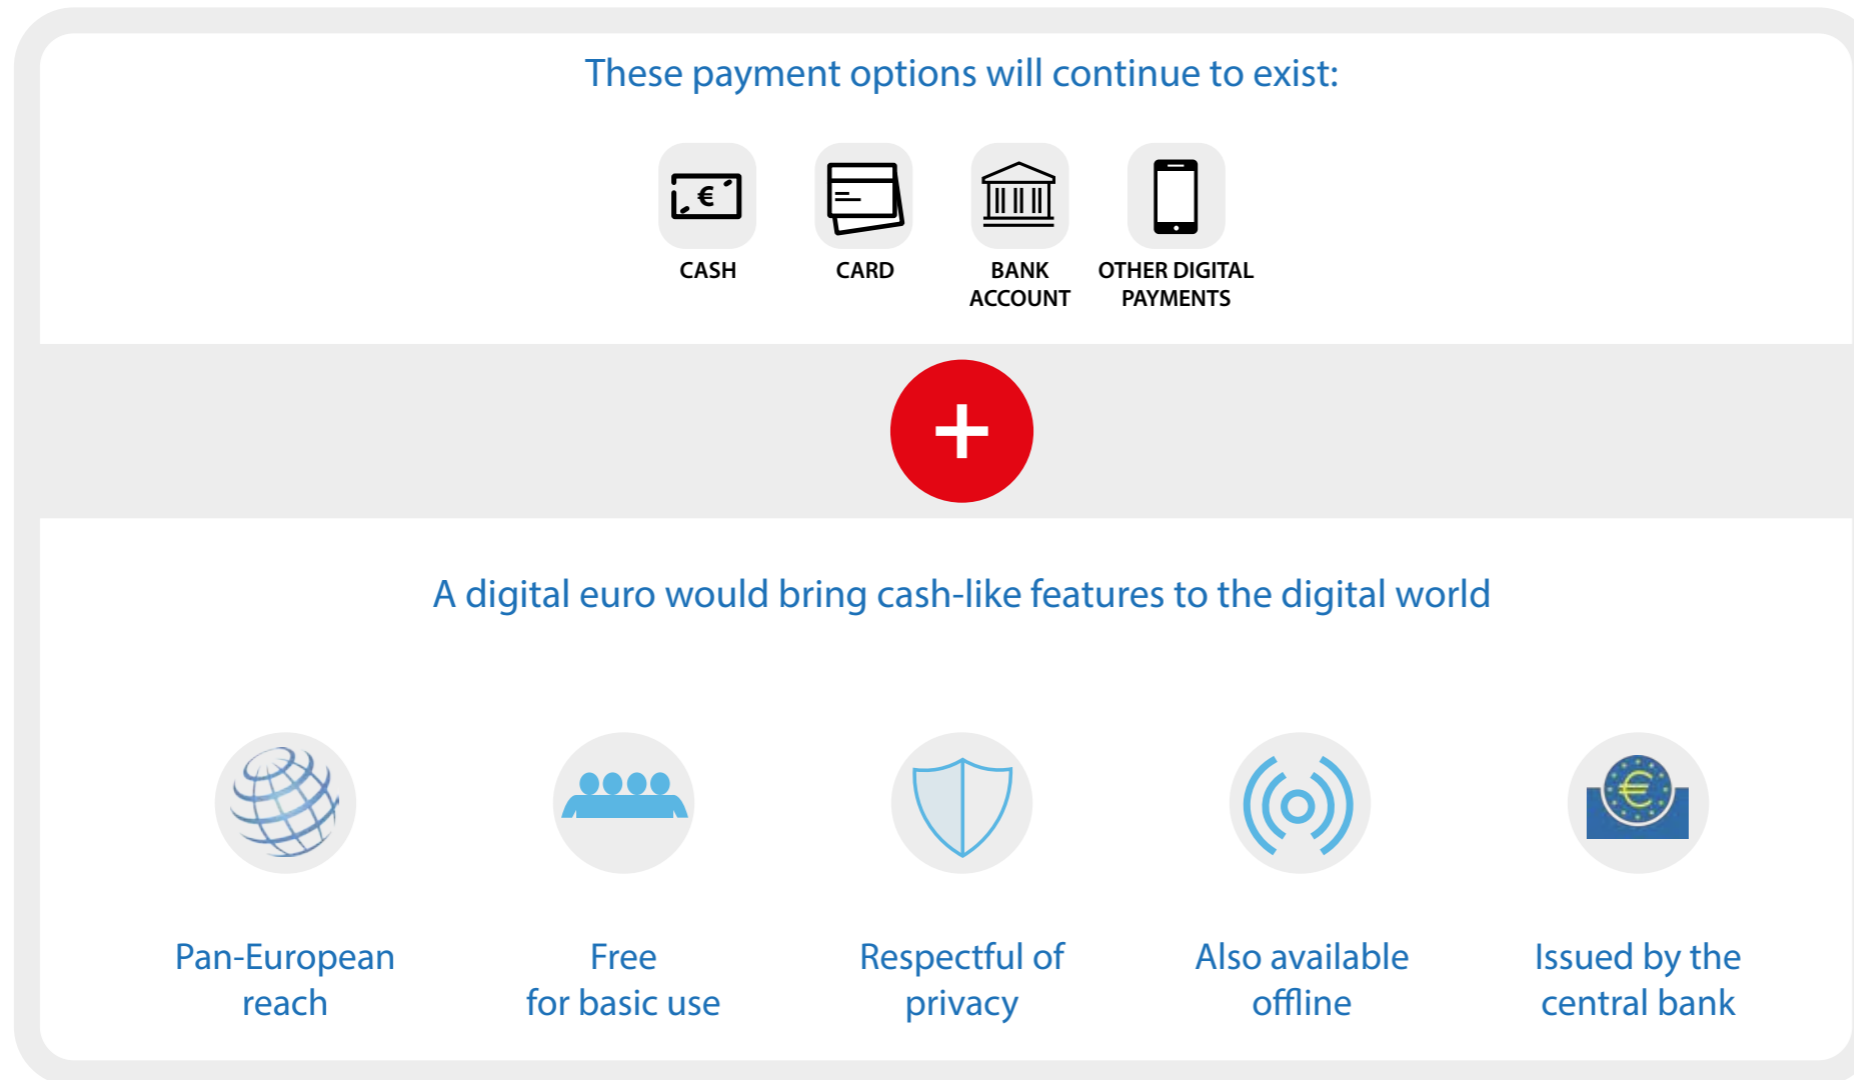 These payment options will continue to exist:
€
CASH
CARD
BANK
ACCOUNT
OTHER DIGITAL
PAYMENTS
+
A digital euro would bring cash-like features to the digital world
€
Pan-European
reach
Free
for basic use
Respectful of
privacy
Also available
offline
Issued by the
central bank